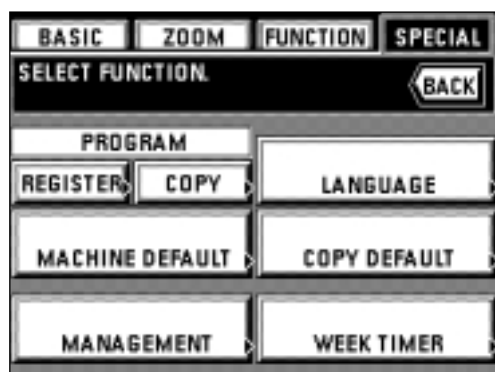 BASIC ZOOM FUNCTION SPECIAL
SELECT FUNCTION.
BACK
PROGRAM
REGISTER COPY LANGUAGE
MACHINE DEFAULT COPY DEFAULT
MANAGEMENT WEEK TIMER